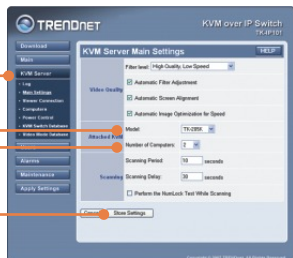 TRENDNET
KVM over IP Switch
TK-IP101
Download
Main
KVM Server
- Log
- Main Settings
- Viewer Connection
- Computers
- Power Control
- KVM Switch Database
- Video Mode Database
Alarms
Maintenance
Apply Settings
KVM Server Main Settings
HELP
Video Quality
Filter level: High Quality, Low Speed
Automatic Filter Adjustment
Automatic Screen Alignment
Automatic Image Optimization for Speed
Attached KVM
Model: TK-205K
Number of Computers: 2
Scanning
Scanning Period: 10 seconds
Scanning Delay: 30 seconds
Perform the NumLock Test While Scanning
Cancel
Store Settings